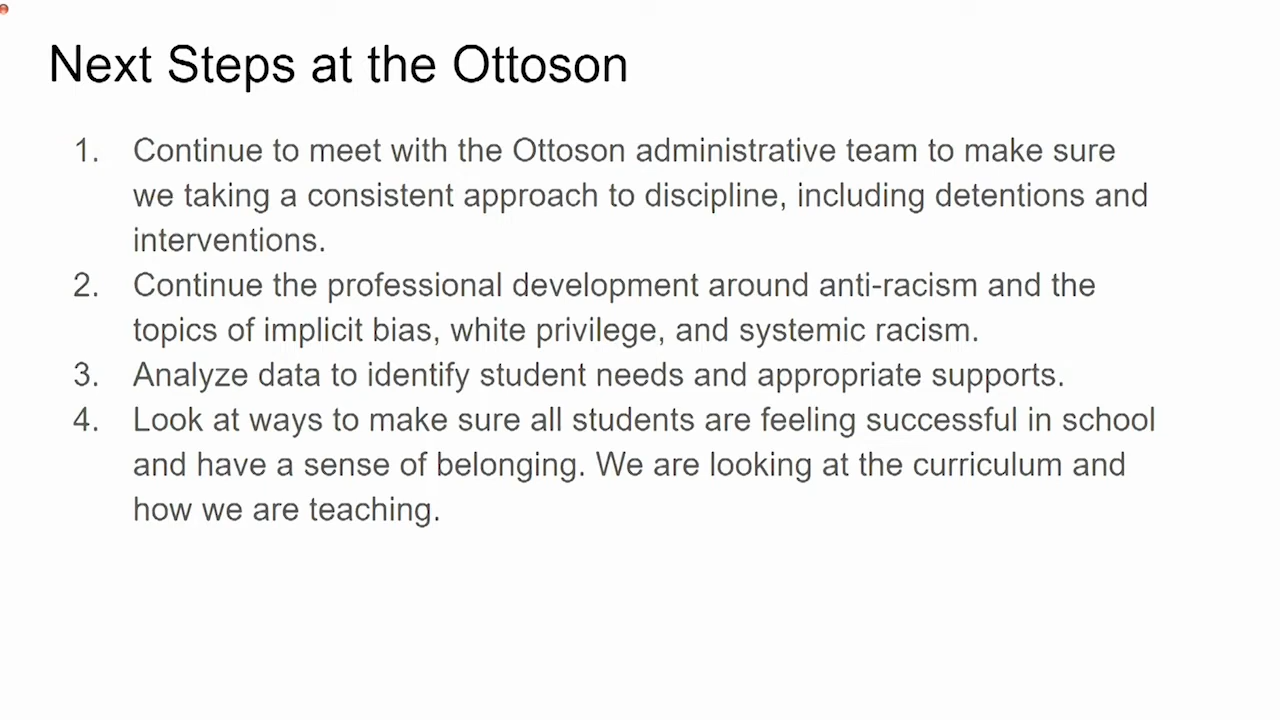 Next Steps at the Ottoson
1. Continue to meet with the Ottoson administrative team to make sure
we taking a consistent approach to discipline, including detentions and
interventions.
2. Continue the professional development around anti-racism and the
topics of implicit bias, white privilege, and systemic racism.
3. Analyze data to identify student needs and appropriate supports.
4. Look at ways to make sure all students are feeling successful in school
and have a sense of belonging. We are looking at the curriculum and
how we are teaching.